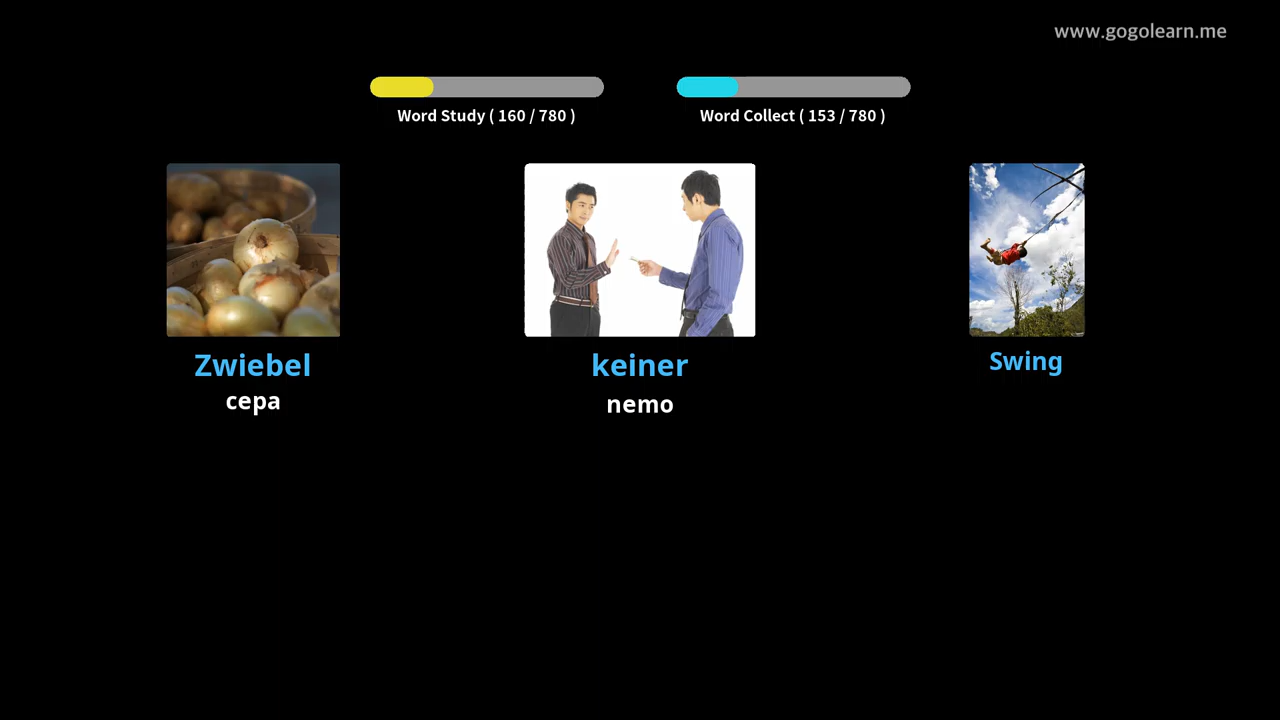 www.gogolearn.me
Word Study ( 160 / 780 )
Word Collect ( 153 / 780 )
Zwiebel
cepa
keiner
nemo
Swing